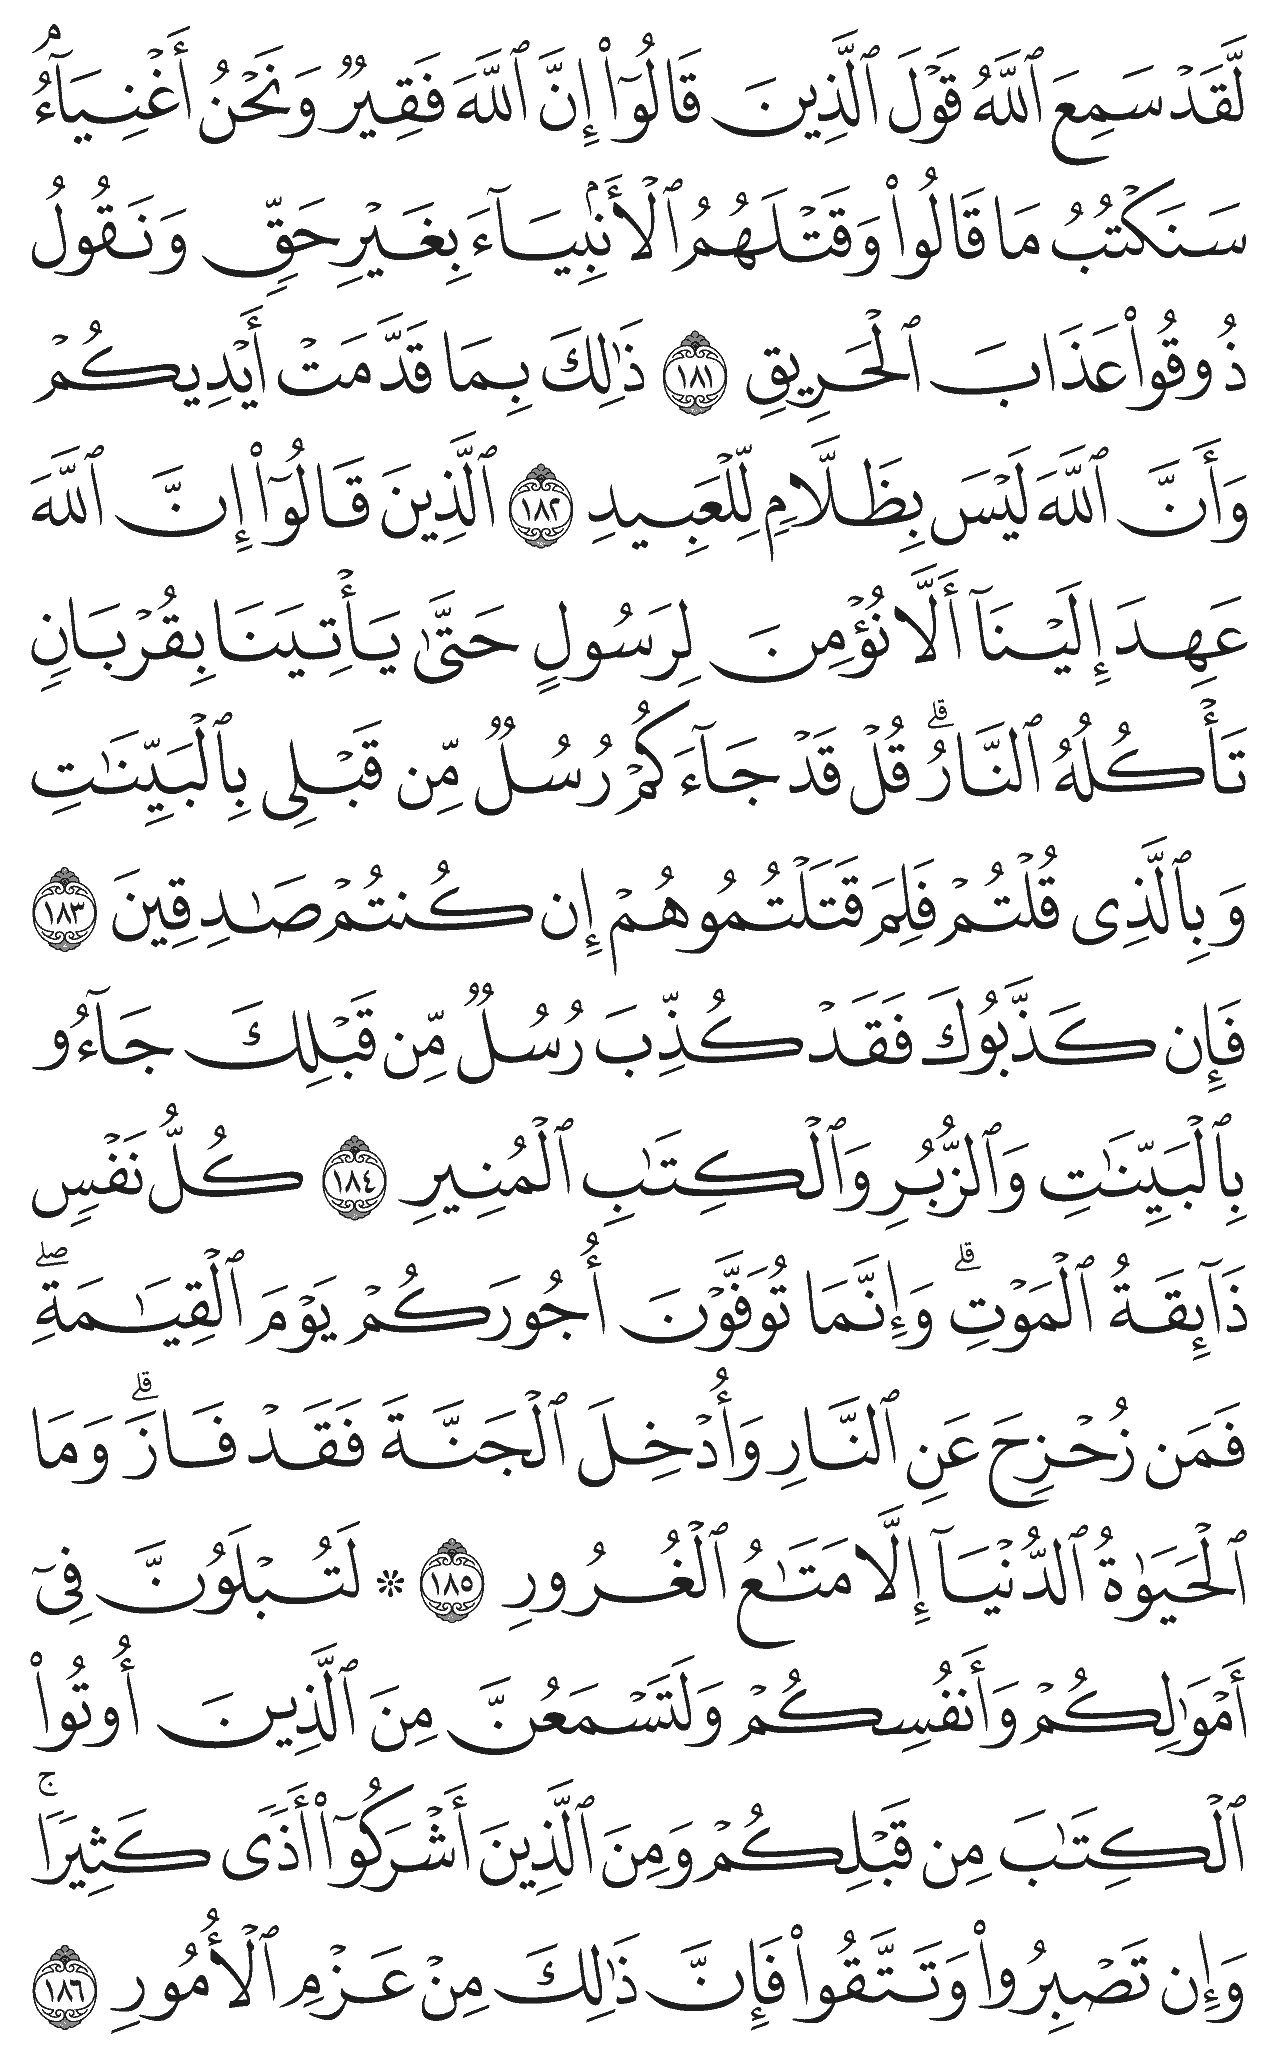 لَّقَدْ سَمِعَ ٱللَّهُ قَوْلَ ٱلَّذِينَ قَالُوٓا۟ إِنَّ ٱللَّهَ فَقِيرٌ وَنَحْنُ أَغْنِيَآءُ ۘ
سَنَكْتُبُ مَا قَالُوا۟ وَقَتْلَهُمُ ٱلْأَنۢبِيَآءَ بِغَيْرِ حَقٍّ وَنَقُولُ
ذُوقُوا۟ عَذَابَ ٱلْحَرِيقِ ١٨١ ذَٰلِكَ بِمَا قَدَّمَتْ أَيْدِيكُمْ
وَأَنَّ ٱللَّهَ لَيْسَ بِظَلَّامٍ لِّلْعَبِيدِ ١٨٢ ٱلَّذِينَ قَالُوٓا۟ إِنَّ ٱللَّهَ
عَهِدَ إِلَيْنَآ أَلَّا نُؤْمِنَ لِرَسُولٍ حَتَّىٰ يَأْتِيَنَا بِقُرْبَانٍ
تَأْكُلُهُ ٱلنَّارُ ۗ قُلْ قَدْ جَآءَكُمْ رُسُلٌ مِّن قَبْلِى بِٱلْبَيِّنَـٰتِ
وَبِٱلَّذِى قُلْتُمْ فَلِمَ قَتَلْتُمُوهُمْ إِن كُنتُمْ صَـٰدِقِينَ ١٨٣
فَإِن كَذَّبُوكَ فَقَدْ كُذِّبَ رُسُلٌ مِّن قَبْلِكَ جَآءُو
بِٱلْبَيِّنَـٰتِ وَٱلزُّبُرِ وَٱلْكِتَـٰبِ ٱلْمُنِيرِ ١٨٤ كُلُّ نَفْسٍ
ذَآئِقَةُ ٱلْمَوْتِ ۗ وَإِنَّمَا تُوَفَّوْنَ أُجُورَكُمْ يَوْمَ ٱلْقِيَـٰمَةِ ۖ
فَمَن زُحْزِحَ عَنِ ٱلنَّارِ وَأُدْخِلَ ٱلْجَنَّةَ فَقَدْ فَازَ ۗ وَمَا
ٱلْحَيَوٰةُ ٱلدُّنْيَآ إِلَّا مَتَـٰعُ ٱلْغُرُورِ ١٨٥ ۞ لَتُبْلَوُنَّ فِىٓ
أَمْوَٰلِكُمْ وَأَنفُسِكُمْ وَلَتَسْمَعُنَّ مِنَ ٱلَّذِينَ أُوتُوا۟
ٱلْكِتَـٰبَ مِن قَبْلِكُمْ وَمِنَ ٱلَّذِينَ أَشْرَكُوٓا۟ أَذًى كَثِيرًا ۚ
وَإِن تَصْبِرُوا۟ وَتَتَّقُوا۟ فَإِنَّ ذَٰلِكَ مِنْ عَزْمِ ٱلْأُمُورِ ١٨٦